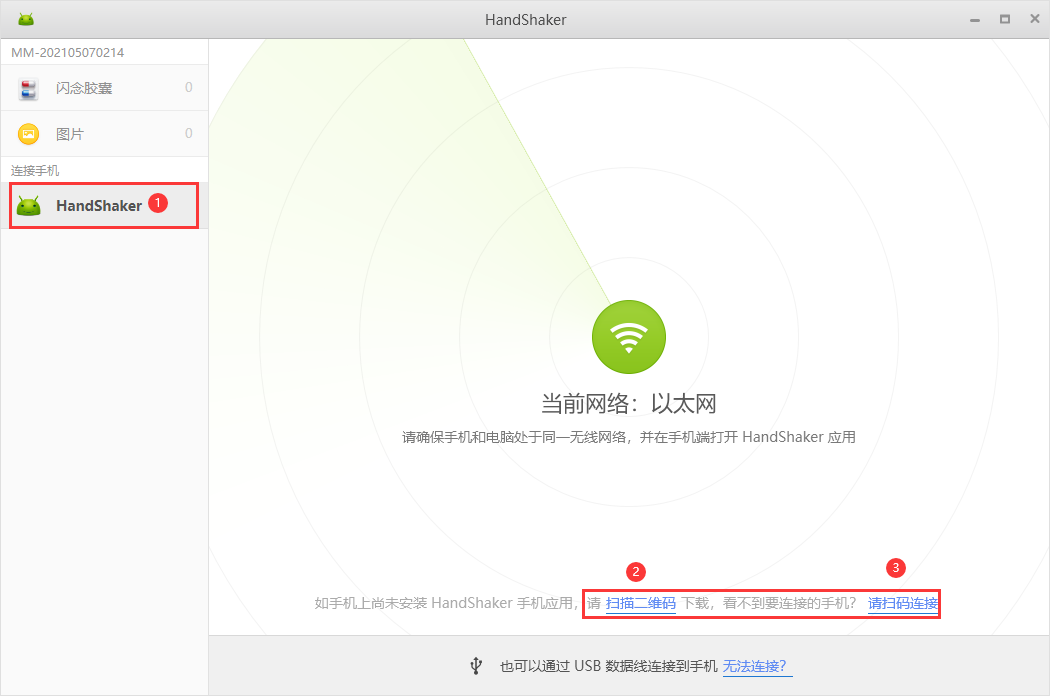 HandShaker
MM-202105070214
闪念胶囊 0
图片 0
连接手机
HandShaker 1
当前网络：以太网
请确保手机和电脑处于同一无线网络，并在手机端打开 HandShaker 应用
2 3
如手机上尚未安装 HandShaker 手机应用，请 扫描二维码 下载，看不到要连接的手机？ 请扫码连接
也可以通过 USB 数据线连接到手机 无法连接？